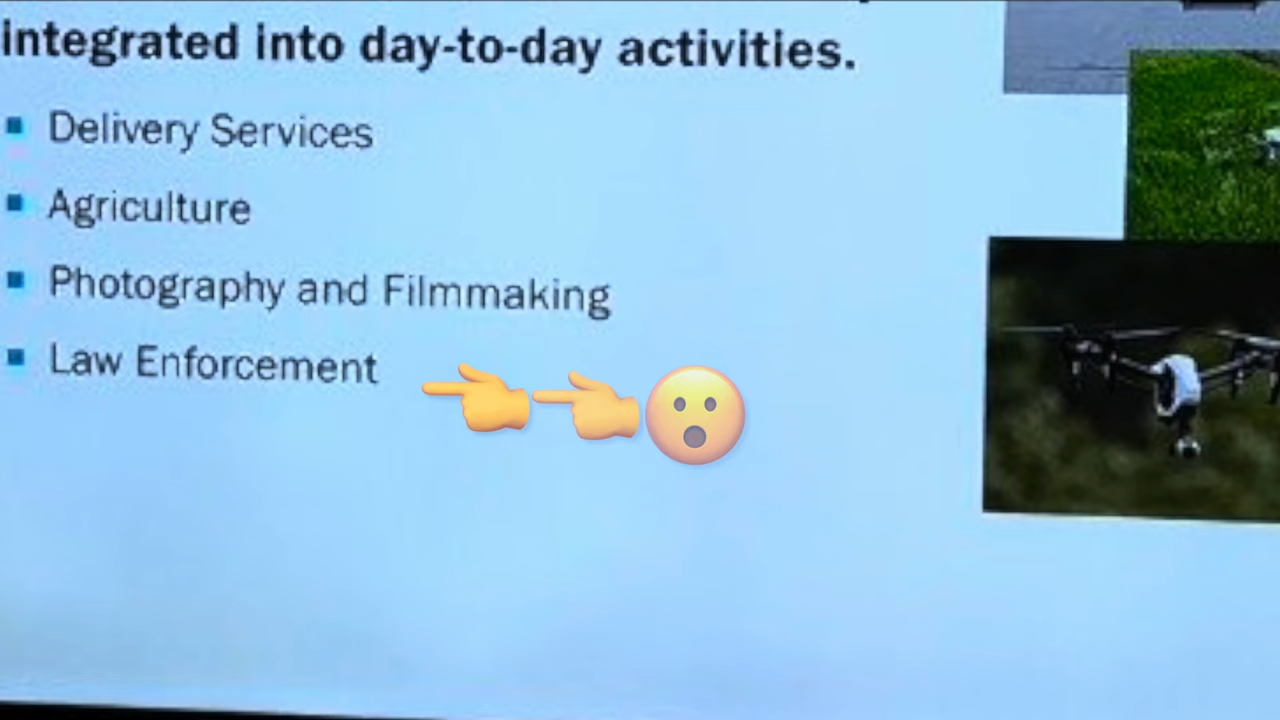 integrated into day-to-day activities.
Delivery Services
Agriculture
Photography and Filmmaking
Law Enforcement